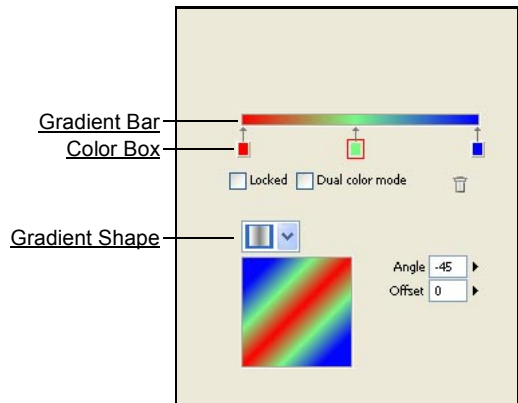 Gradient Bar
Color Box
Locked Dual color mode
Gradient Shape
Angle -45
Offset 0